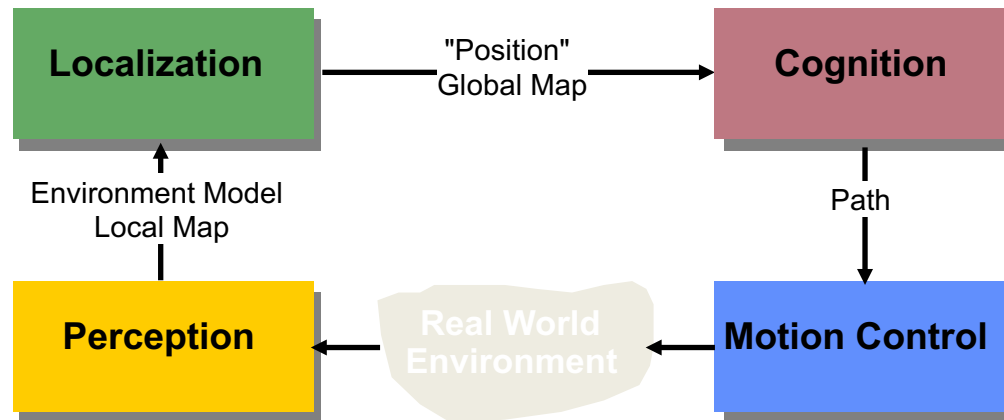 Localization
"Position"
Global Map
Cognition
Environment Model
Local Map
Path
Perception
Real World
Environment
Motion Control